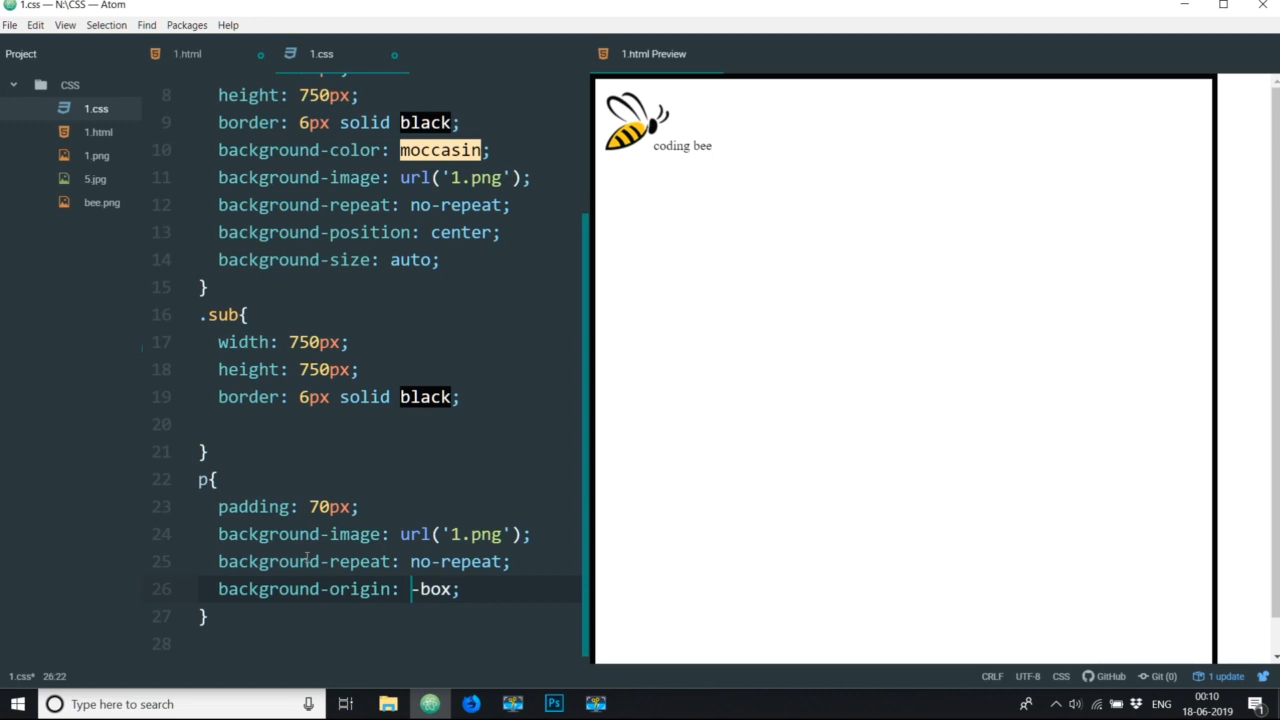 1.css — N:\CSS — Atom
File Edit View Selection Find Packages Help
Project 1.html 1.css 1.html Preview
CSS
1.css
1.html
1.png
5.jpg
bee.png
8 height: 750px;
9 border: 6px solid black;
10 background-color: moccasin;
11 background-image: url('1.png');
12 background-repeat: no-repeat;
13 background-position: center;
14 background-size: auto;
15 }
16 .sub{
17 width: 750px;
18 height: 750px;
19 border: 6px solid black;
20
21 }
22 p{
23 padding: 70px;
24 background-image: url('1.png');
25 background-repeat: no-repeat;
26 background-origin: -box;
27 }
28
coding bee
1.css* 26:22 CRLF UTF-8 CSS GitHub Git (0) 1 update
Type here to search Ps ENG 00:10
18-06-2019 1